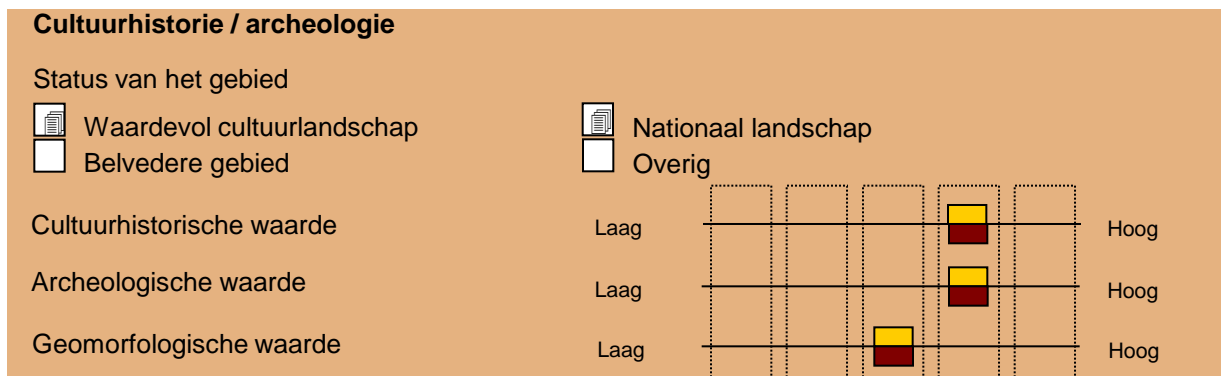 Cultuurhistorie / archeologie
Status van het gebied
Waardevol cultuurlandschap Nationaal landschap
Belvedere gebied Overig
Cultuurhistorische waarde Laag Hoog
Archeologische waarde Laag Hoog
Geomorfologische waarde Laag Hoog